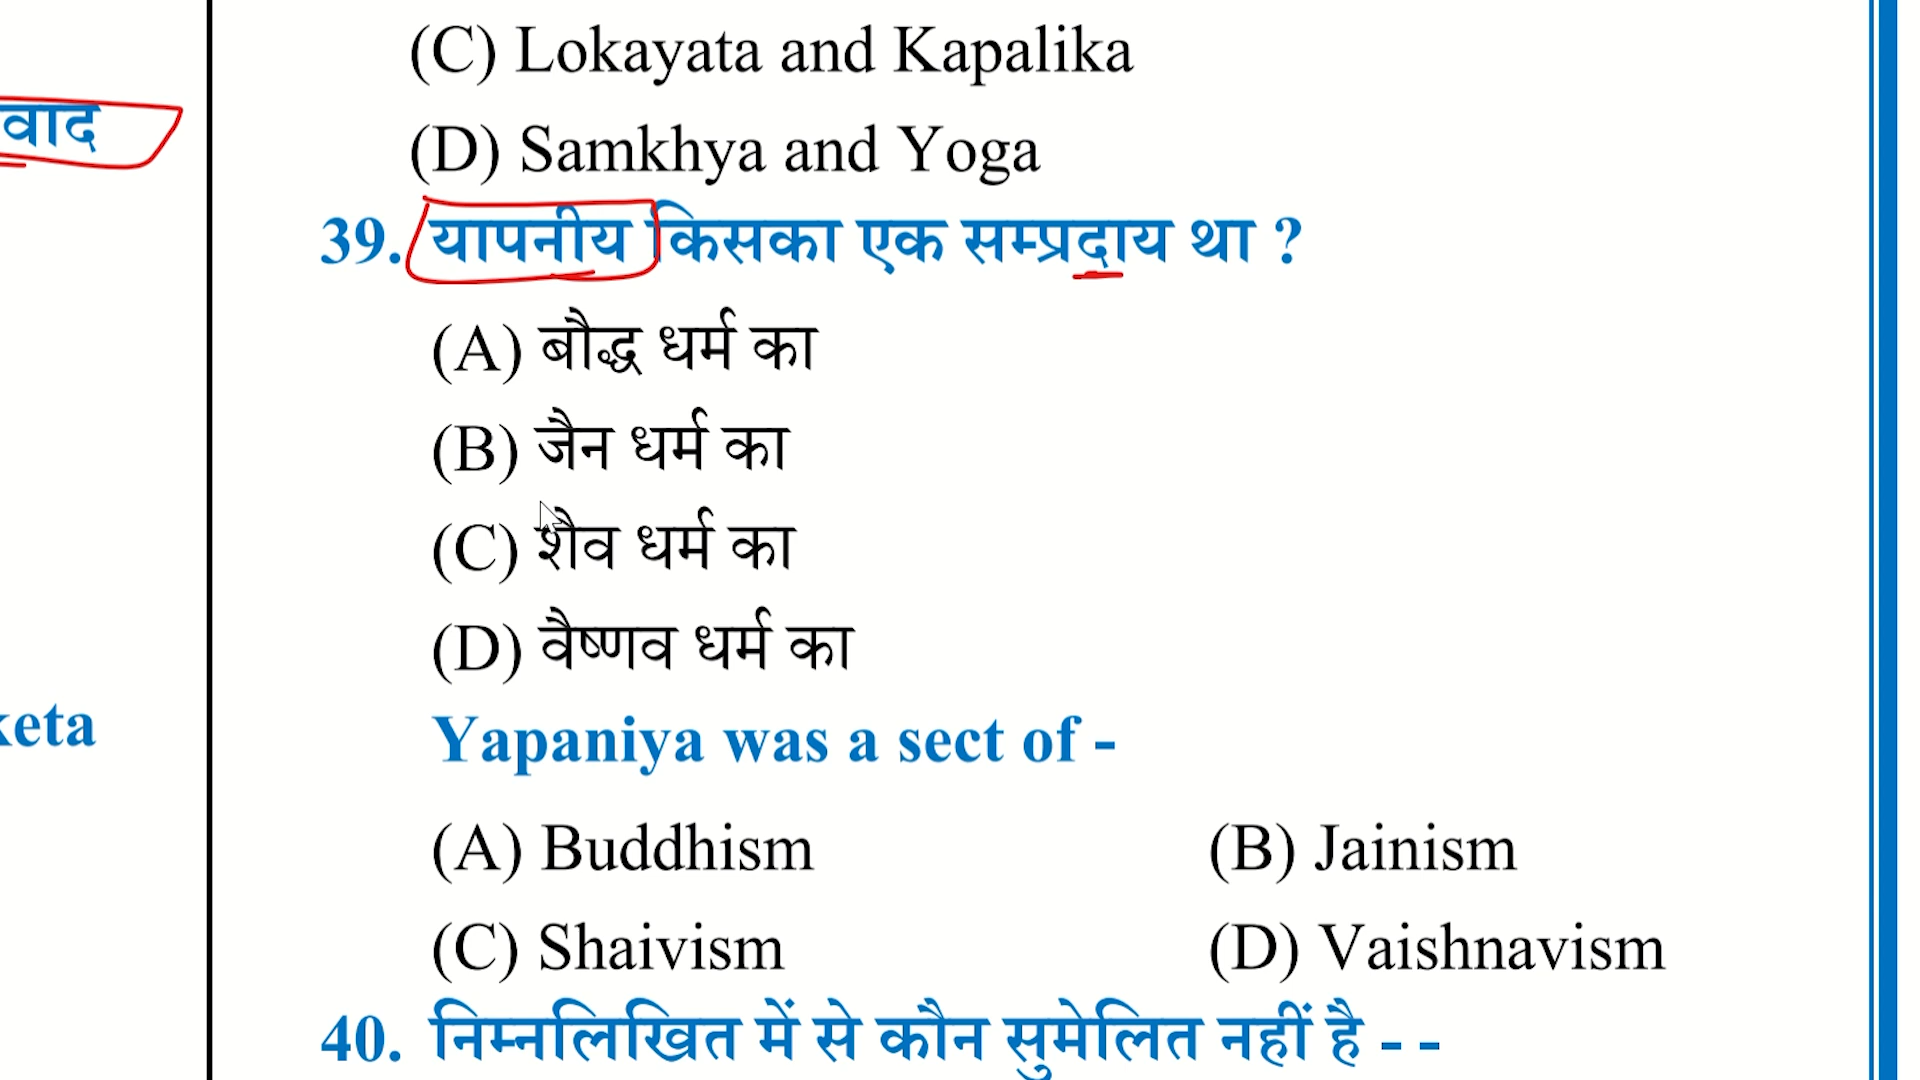 (C) Lokayata and Kapalika
वाद
(D) Samkhya and Yoga
39. यापनीय किसका एक सम्प्रदाय था ?
(A) बौद्ध धर्म का
(B) जैन धर्म का
(C) शैव धर्म का
(D) वैष्णव धर्म का
keta
Yapaniya was a sect of -
(A) Buddhism (B) Jainism
(C) Shaivism (D) Vaishnavism
40. निम्नलिखित में से कौन सुमेलित नहीं है - -